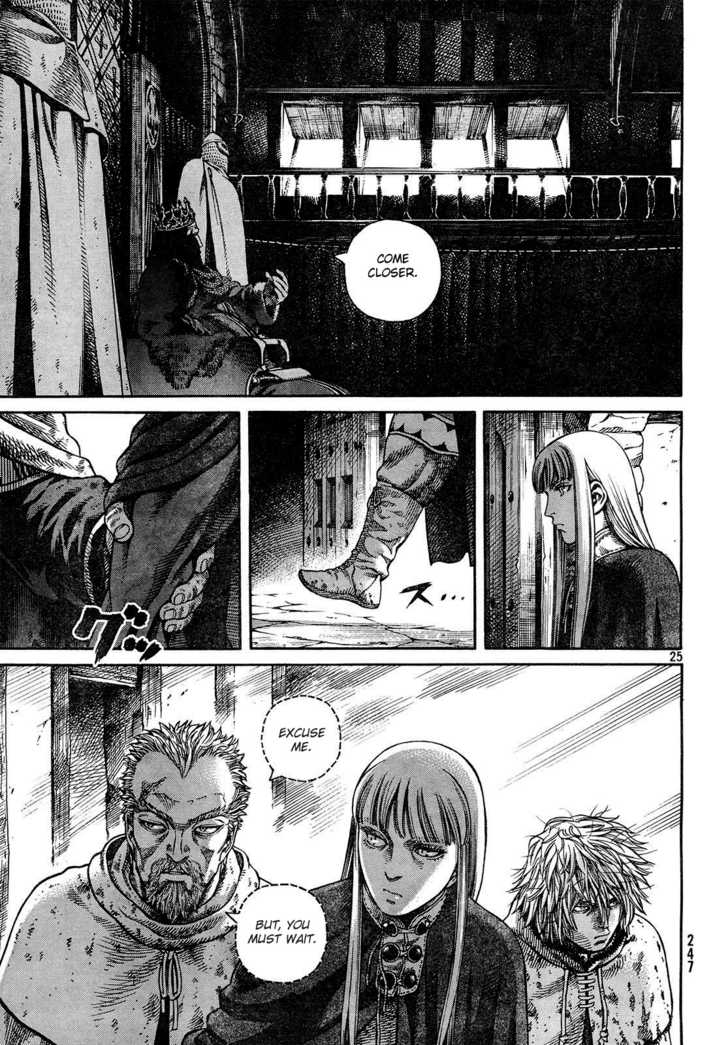 COME
CLOSER.
ス...
グッ
25
EXCUSE
ME.
BUT, YOU
MUST WAIT.
247